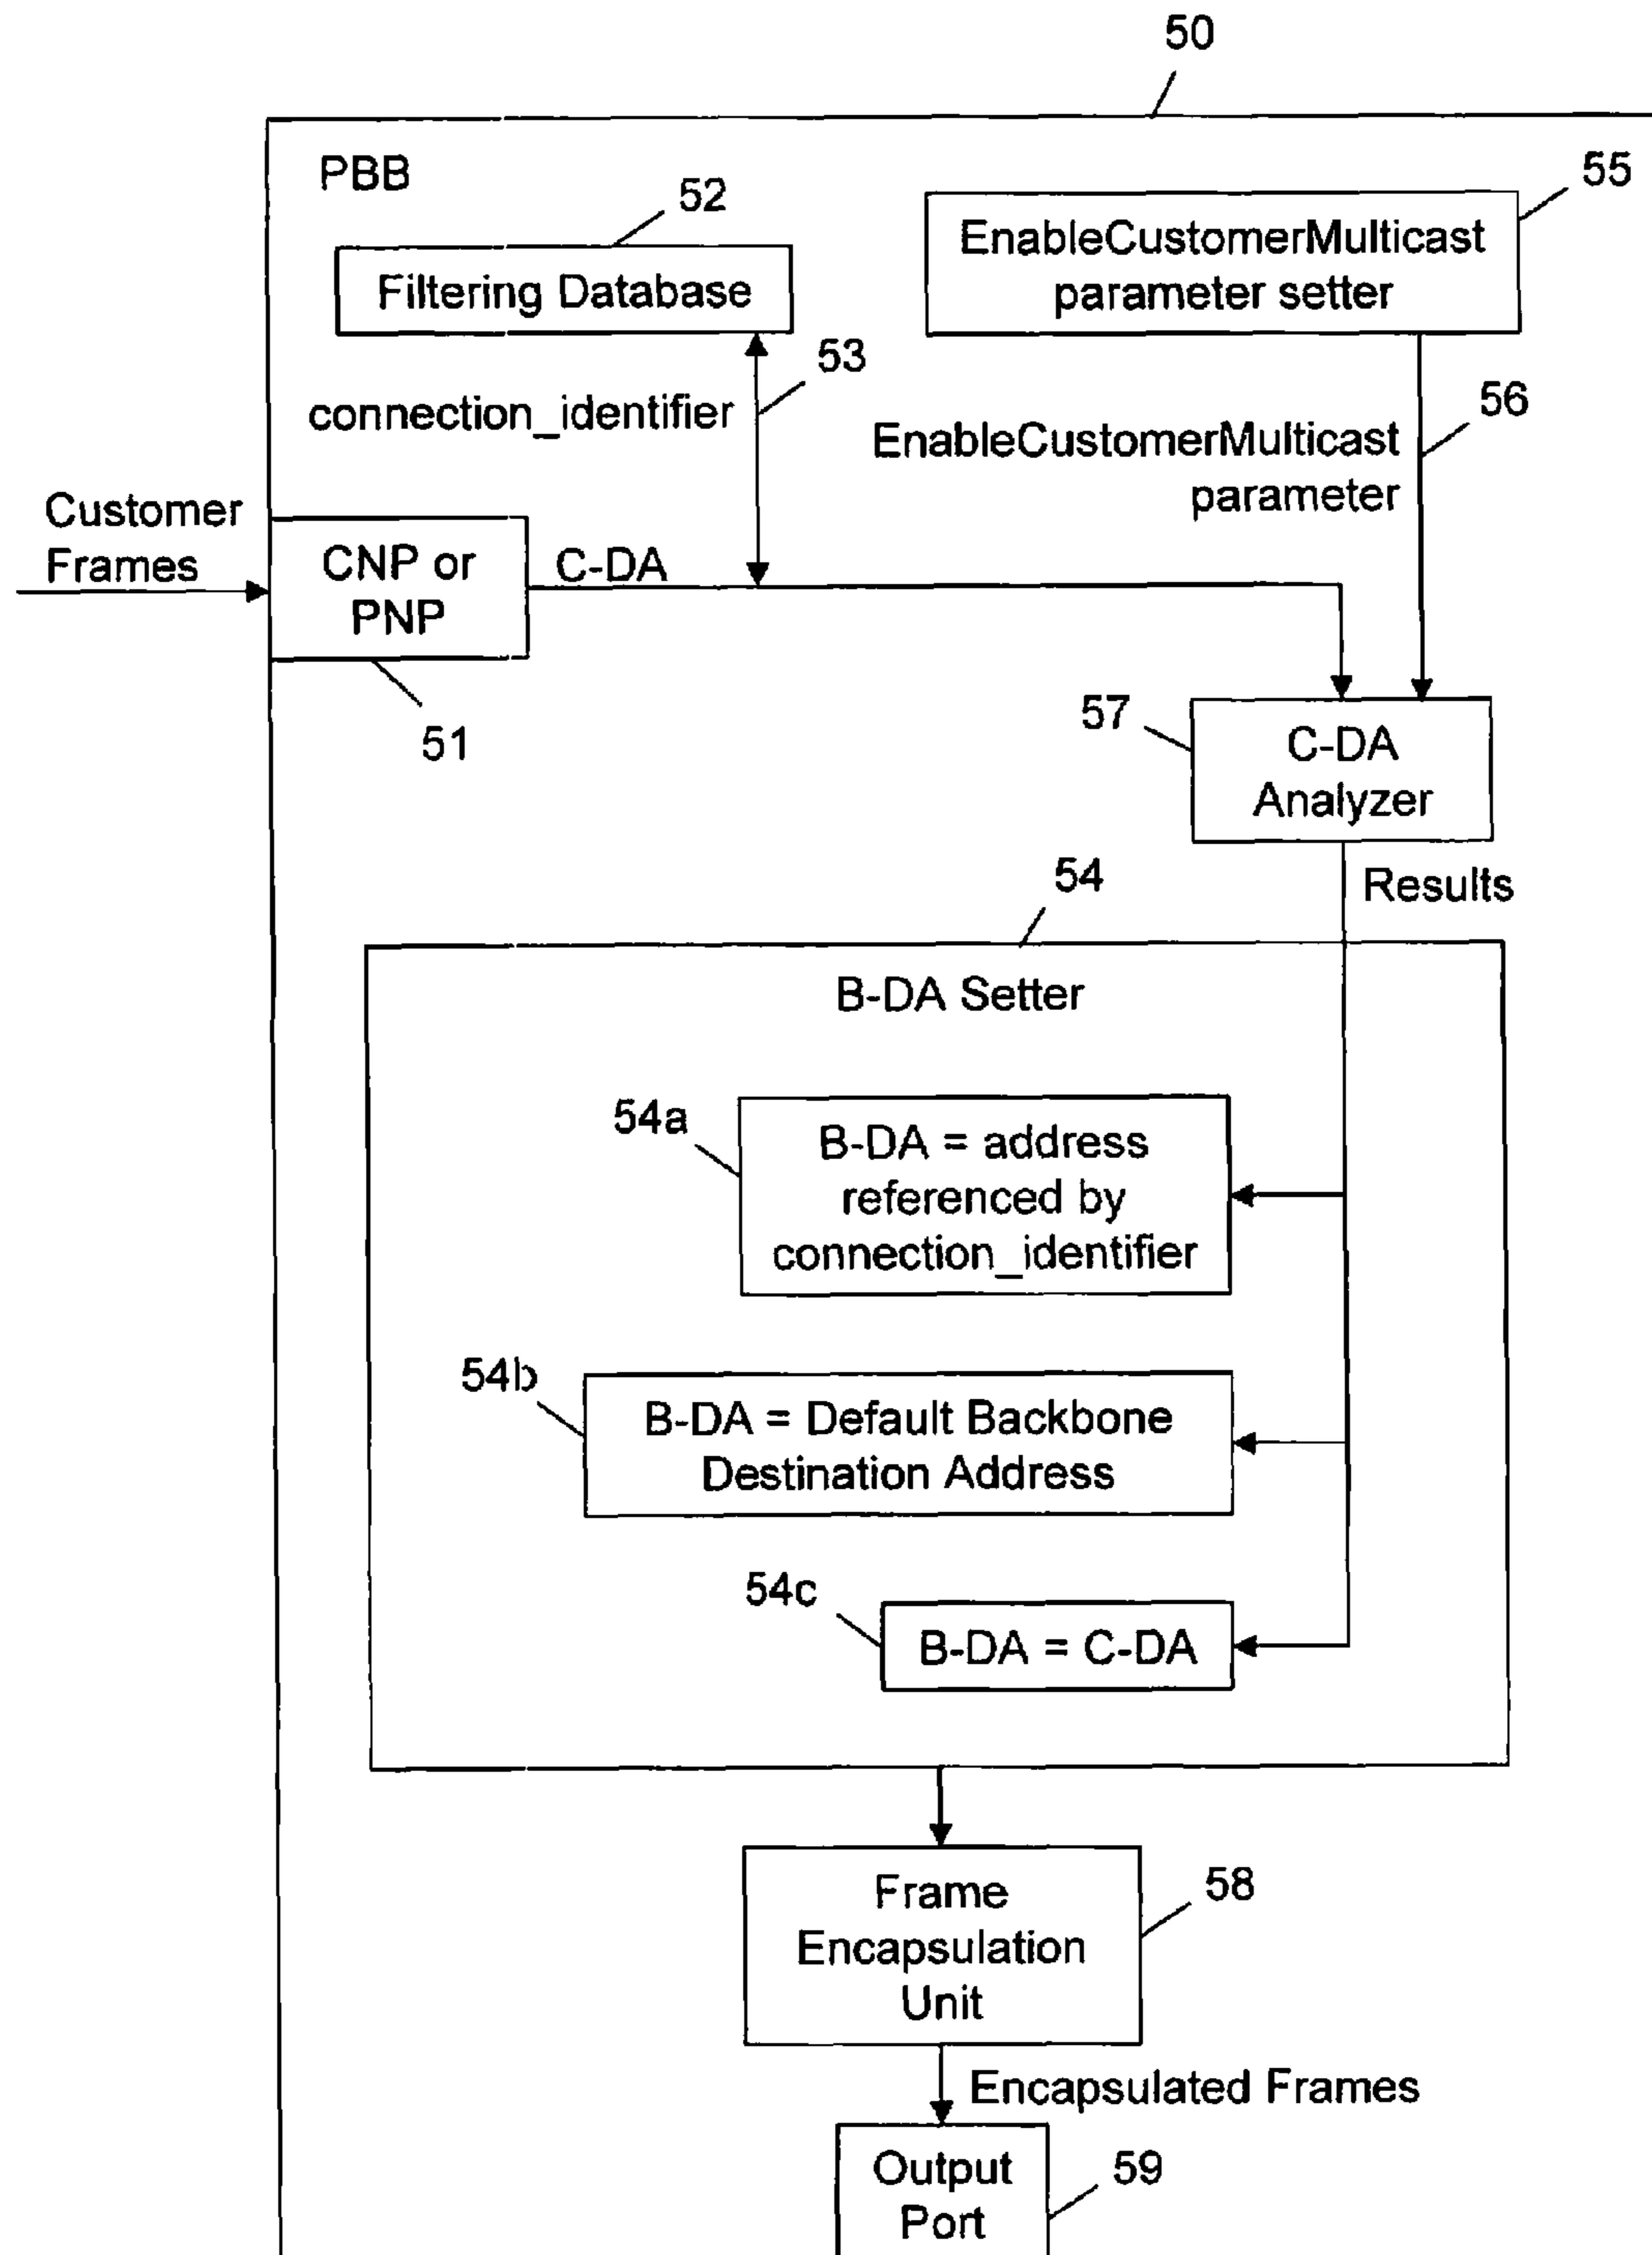 50
PBB
52
55
Filtering Database
EnableCustomerMulticast
parameter setter
53
connection_identifier
56
EnableCustomerMulticast
parameter
Customer
Frames
CNP or
PNP
C-DA
51
57
C-DA
Analyzer
Results
54
B-DA Setter
54a
B-DA = address
referenced by
connection_identifier
54b
B-DA = Default Backbone
Destination Address
54c
B-DA = C-DA
Frame
Encapsulation
Unit
58
Encapsulated Frames
Output
Port
59